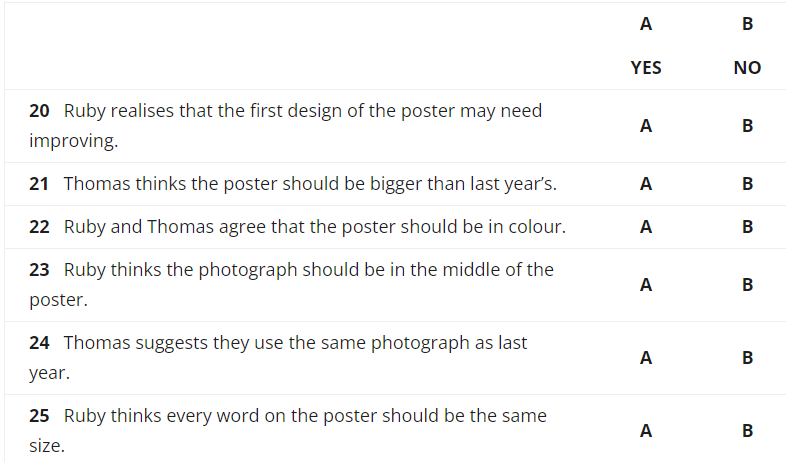 A B
YES NO
20 Ruby realises that the first design of the poster may need
improving. A B
21 Thomas thinks the poster should be bigger than last year’s. A B
22 Ruby and Thomas agree that the poster should be in colour. A B
23 Ruby thinks the photograph should be in the middle of the
poster. A B
24 Thomas suggests they use the same photograph as last
year. A B
25 Ruby thinks every word on the poster should be the same
size. A B